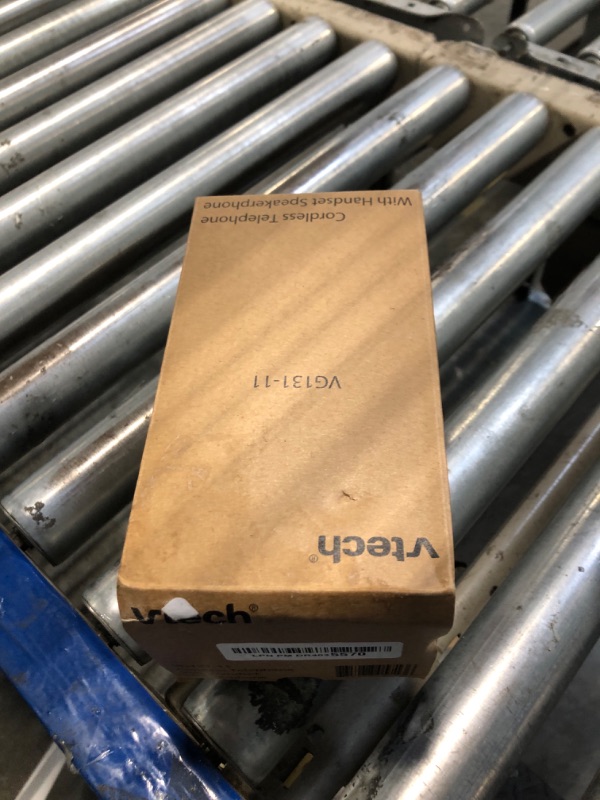 Cordless Telephone
With Handset Speakerphone
VG131-11
vtech®
vtech®